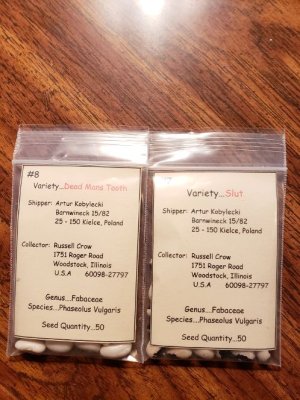 #8
Variety...Dead Mans Tooth
Shipper: Artur Kobylecki
Barnwineck 15/82
25 - 150 Kielce, Poland
Collector: Russell Crow
1751 Roger Road
Woodstock, Illinois
U.S.A 60098-27797
Genus...Fabaceae
Species...Phaseolus Vulgaris
Seed Quantity...50
Variety...Slut
Shipper: Artur Kobylecki
Barnwineck 15/82
25 - 150 Kielce, Poland
Collector: Russell Crow
1751 Roger Road
Woodstock, Illinois
U.S.A 60098-27797
Genus...Fabaceae
Species...Phaseolus Vulgaris
Seed Quantity...50